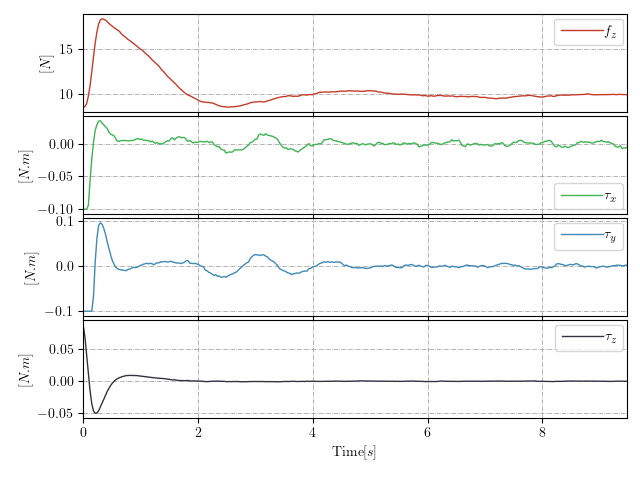 15
10
[N]
f_z
0.00
−0.05
−0.10
[N.m]
τ_x
0.1
0.0
−0.1
[N.m]
τ_y
0.05
0.00
−0.05
[N.m]
τ_z
0 2 4 6 8
Time[s]